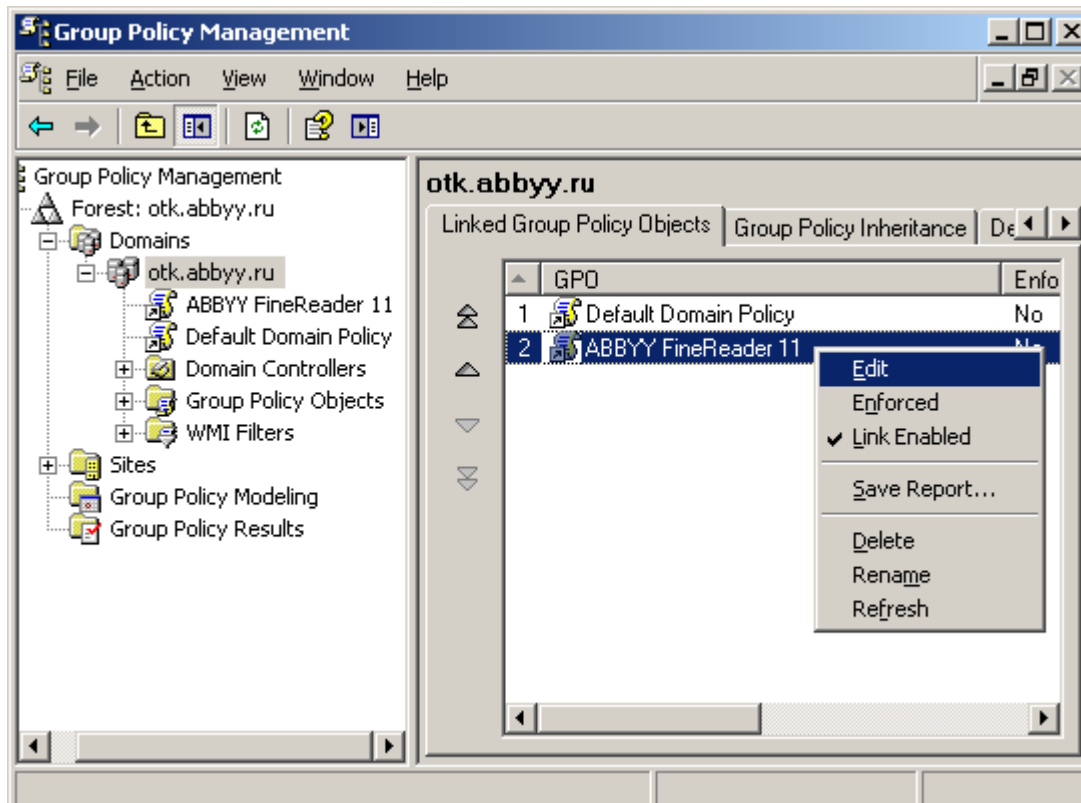 Group Policy Management
File Action View Window Help
Group Policy Management
Forest: otk.abbyy.ru
Domains
otk.abbyy.ru
ABBYY FineReader 11
Default Domain Policy
Domain Controllers
Group Policy Objects
WMI Filters
Sites
Group Policy Modeling
Group Policy Results
otk.abbyy.ru
Linked Group Policy Objects Group Policy Inheritance De
GPO Enfo
1 Default Domain Policy No
2 ABBYY FineReader 11 No
Edit
Enforced
Link Enabled
Save Report...
Delete
Rename
Refresh